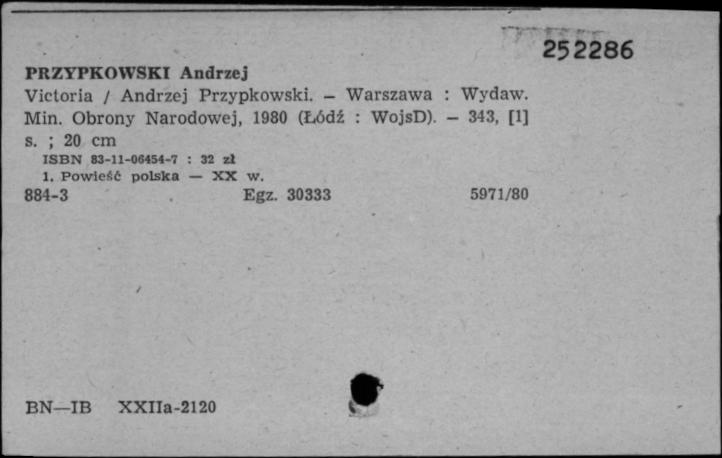 252286
PRZYPKOWSKI Andrzej
Victoria / Andrzej Przypkowski. — Warszawa : Wydaw.
Min. Obrony Narodowej, 1980 (Łódź : WojsD). — 343, [1]
s. ; 20 cm
ISBN 83-11-06454-7 : 32 zł
1. Powieść polska — XX w.
884-3 Egz. 30333 5971/80
BN—IB XXIIa-2120